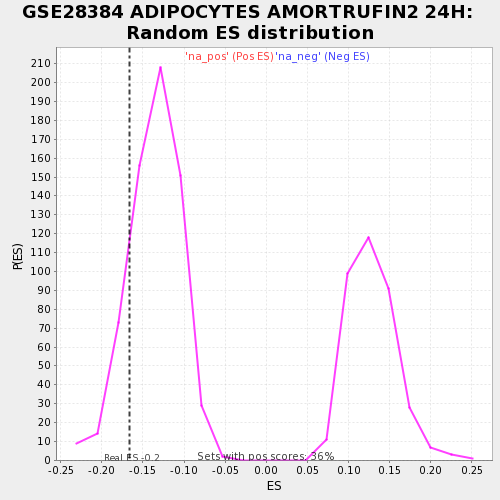 GSE28384 ADIPOCYTES AMORTRUFIN2 24H:
Random ES distribution
'na_pos' (Pos ES) 'na_neg' (Neg ES)
210
200
190
180
170
160
150
140
130
120
110
100
90
80
70
60
50
40
30
20
10
0
P(ES)
Real ES -0.2
Sets with pos scores: 36%
-0.25 -0.20 -0.15 -0.10 -0.05 0.00 0.05 0.10 0.15 0.20 0.25
ES